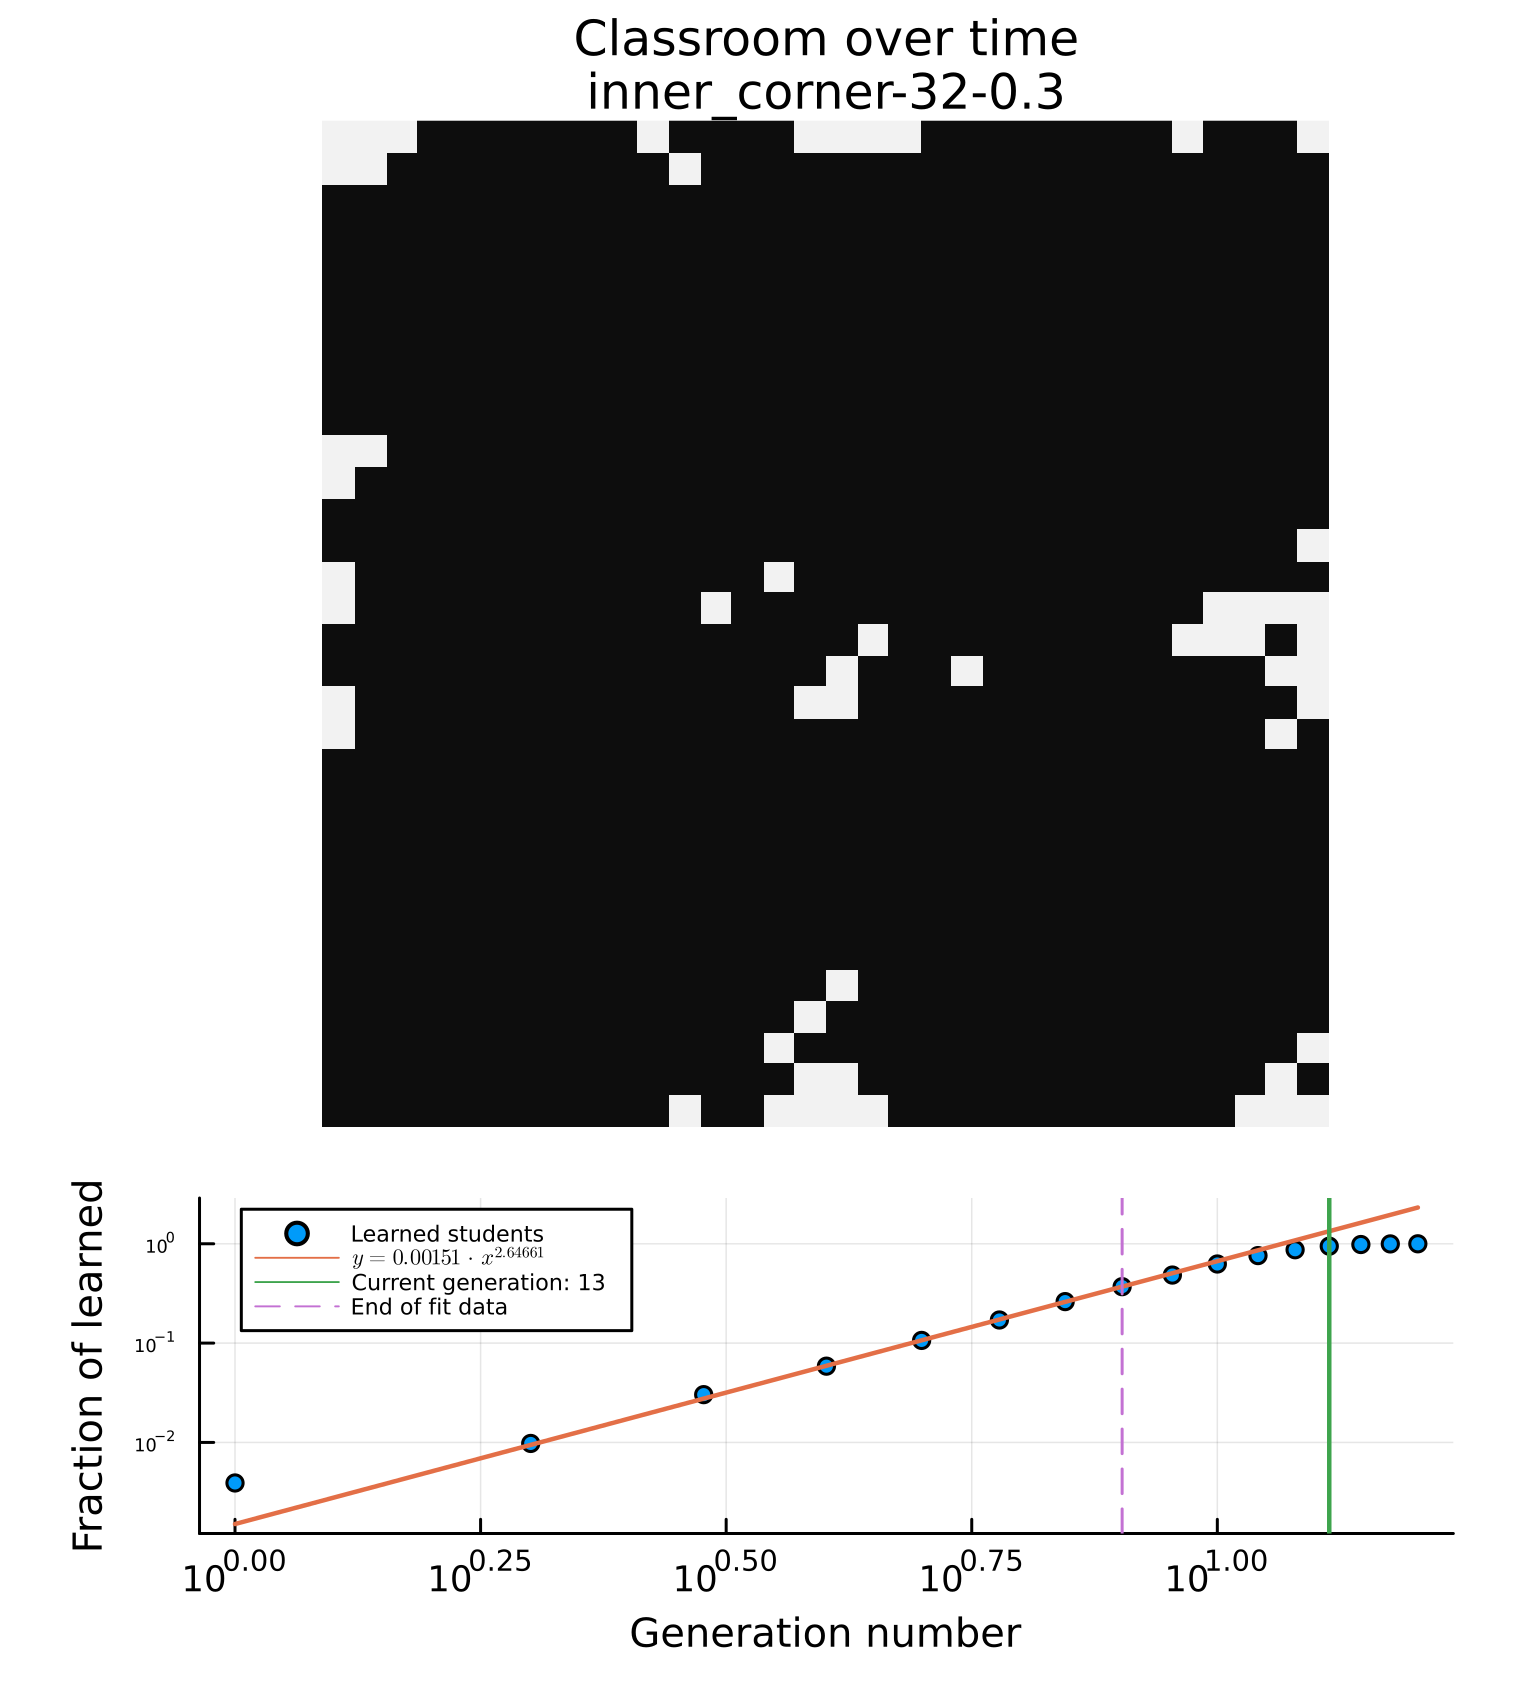 Classroom over time
inner_corner-32-0.3
Fraction of learned
10^0
10^-1
10^-2
Learned students
y = 0.00151 · x^2.64661
Current generation: 13
End of fit data
10^0.00 10^0.25 10^0.50 10^0.75 10^1.00
Generation number